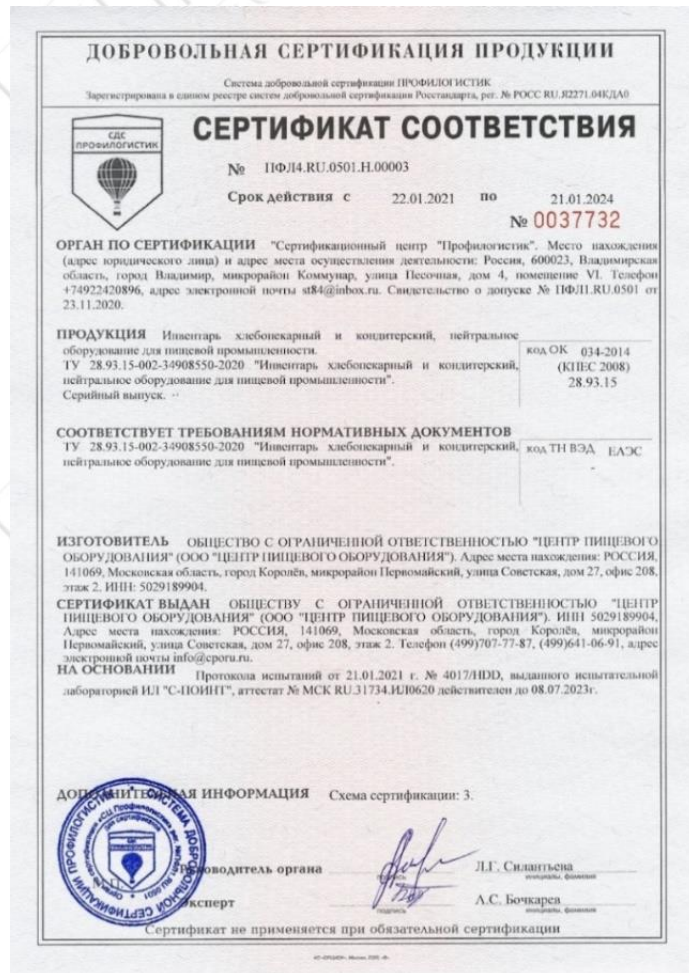 ДОБРОВОЛЬНАЯ СЕРТИФИКАЦИЯ ПРОДУКЦИИ
Система добровольной сертификации ПРОФИЛОГИСТИК
Зарегистрирована в едином реестре систем добровольной сертификации Росстандарта, рег. № РОСС RU.Я2271.04КДА0
СДС
ПРОФИЛОГИСТИК
СЕРТИФИКАТ СООТВЕТСТВИЯ
№ ПФЛ4.RU.0501.Н.00003
Срок действия с 22.01.2021 по 21.01.2024
№ 0037732
ОРГАН ПО СЕРТИФИКАЦИИ "Сертификационный центр "Профилогистик". Место нахождения
(адрес юридического лица) и адрес места осуществления деятельности: Россия, 600023, Владимирская
область, город Владимир, микрорайон Коммунар, улица Песочная, дом 4, помещение VI. Телефон
+74922420896, адрес электронной почты st84@inbox.ru. Свидетельство о допуске № ПФЛ1.RU.0501 от
23.11.2020.
ПРОДУКЦИЯ Инвентарь хлебопекарный и кондитерский, нейтральное
оборудование для пищевой промышленности.
ТУ 28.93.15-002-34908550-2020 "Инвентарь хлебопекарный и кондитерский,
нейтральное оборудование для пищевой промышленности".
Серийный выпуск.
код ОК 034-2014
(КПЕС 2008)
28.93.15
СООТВЕТСТВУЕТ ТРЕБОВАНИЯМ НОРМАТИВНЫХ ДОКУМЕНТОВ
ТУ 28.93.15-002-34908550-2020 "Инвентарь хлебопекарный и кондитерский,
нейтральное оборудование для пищевой промышленности".
код ТН ВЭД ЕАЭС
-
ИЗГОТОВИТЕЛЬ ОБЩЕСТВО С ОГРАНИЧЕННОЙ ОТВЕТСТВЕННОСТЬЮ "ЦЕНТР ПИЩЕВОГО
ОБОРУДОВАНИЯ" (ООО "ЦЕНТР ПИЩЕВОГО ОБОРУДОВАНИЯ"). Адрес места нахождения: РОССИЯ,
141069, Московская область, город Королёв, микрорайон Первомайский, улица Советская, дом 27, офис 208,
этаж 2. ИНН: 5029189904.
СЕРТИФИКАТ ВЫДАН ОБЩЕСТВУ С ОГРАНИЧЕННОЙ ОТВЕТСТВЕННОСТЬЮ "ЦЕНТР
ПИЩЕВОГО ОБОРУДОВАНИЯ" (ООО "ЦЕНТР ПИЩЕВОГО ОБОРУДОВАНИЯ"). ИНН 5029189904,
Адрес места нахождения: РОССИЯ, 141069, Московская область, город Королёв, микрорайон
Первомайский, улица Советская, дом 27, офис 208, этаж 2. Телефон (499)707-77-87, (499)641-06-91, адрес
электронной почты info@cporu.ru.
НА ОСНОВАНИИ Протокола испытаний от 21.01.2021 г. № 4017/HDD, выданного испытательной
лабораторией ИЛ "С-ПОИНТ", аттестат № МСК RU.31734.ИЛ0620 действителен до 08.07.2023г.
ДОПОЛНИТЕЛЬНАЯ ИНФОРМАЦИЯ Схема сертификации: 3.
Руководитель органа
подпись
Л.Г. Силантьева
инициалы, фамилия
Эксперт
подпись
А.С. Бочкарев
инициалы, фамилия
Сертификат не применяется при обязательной сертификации